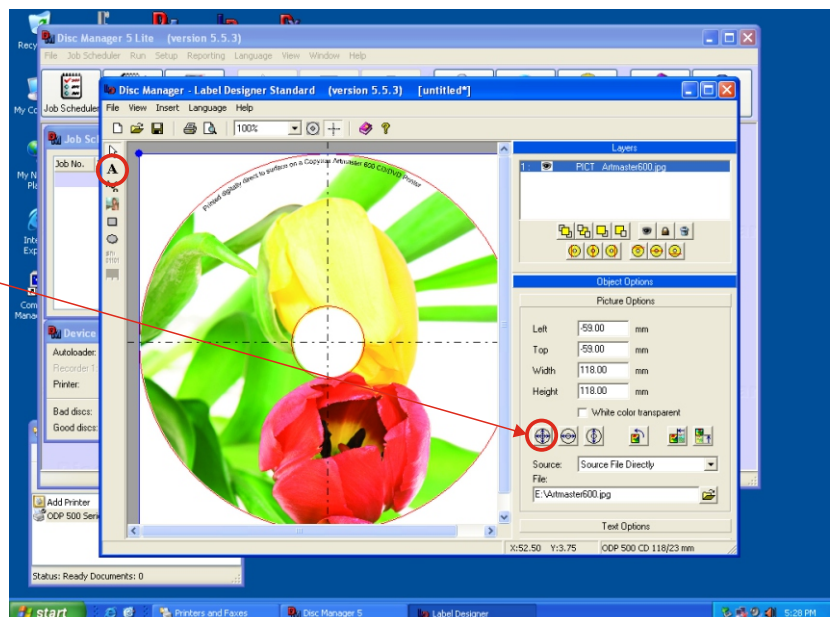 Disc Manager 5 Lite (version 5.5.3)
File Job Scheduler Run Setup Reporting Language View Window Help
Job Scheduler
Disc Manager - Label Designer Standard (version 5.5.3) [untitled*]
File View Insert Language Help
100%
Job No.
Printed digitally direct to surface on a Copytrax Artmaster 600 CD/DVD Printer
Layers
1: PICT Artmaster600.jpg
Object Options
Picture Options
Left -59.00 mm
Top -59.00 mm
Width 118.00 mm
Height 118.00 mm
White color transparent
Source: Source File Directly
File:
E:\Artmaster600.jpg
Text Options
X:52.50 Y:3.75 ODP 500 CD 118/23 mm
Device
Autoloader:
Recorder 1:
Printer:
Bad discs:
Good discs:
Add Printer
ODP 500 Seri
Status: Ready Documents: 0
start Printers and Faxes Disc Manager 5 Label Designer 5:28 PM